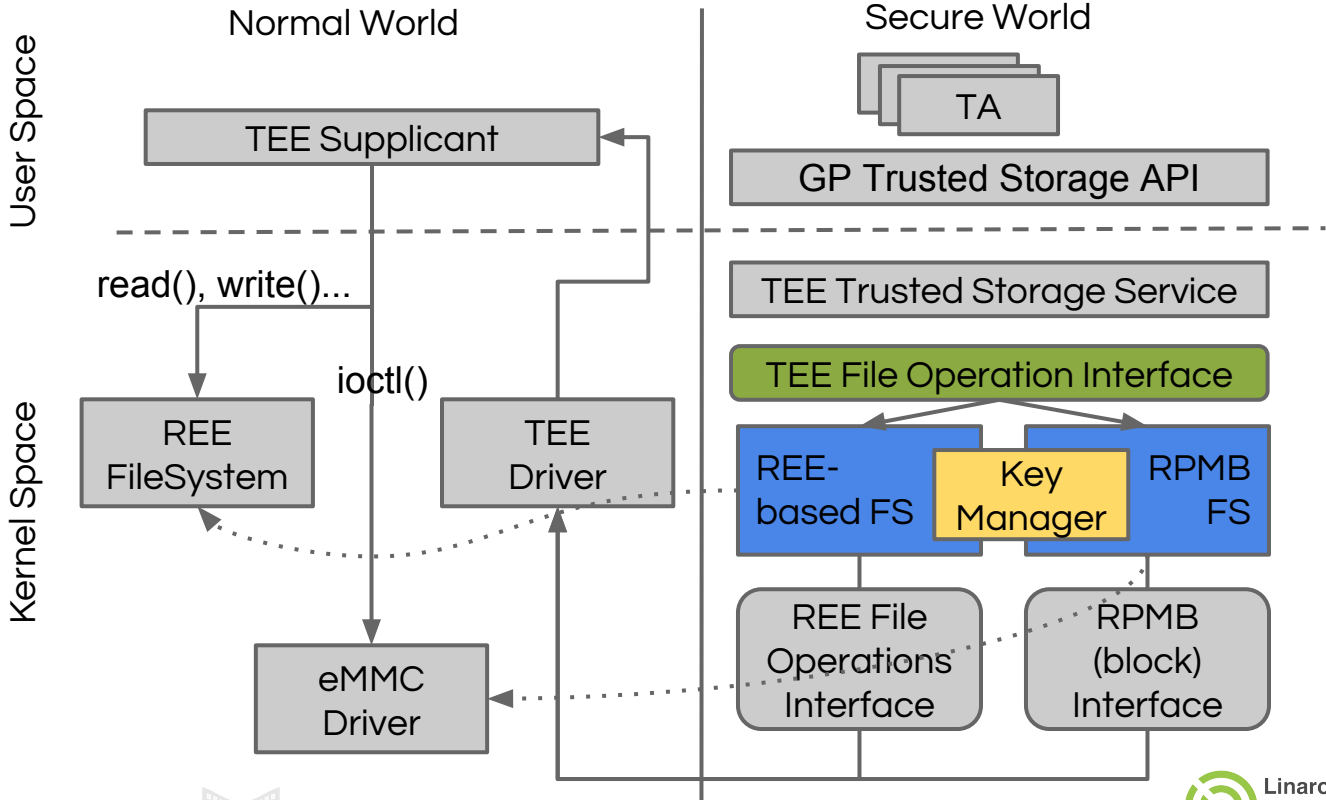 Normal World
Secure World
User Space
TEE Supplicant
TA
GP Trusted Storage API
read(), write()...
TEE Trusted Storage Service
ioctl()
TEE File Operation Interface
Kernel Space
REE
FileSystem
TEE
Driver
REE-
based FS
Key
Manager
RPMB
FS
REE File
Operations
Interface
RPMB
(block)
Interface
eMMC
Driver
Linaro